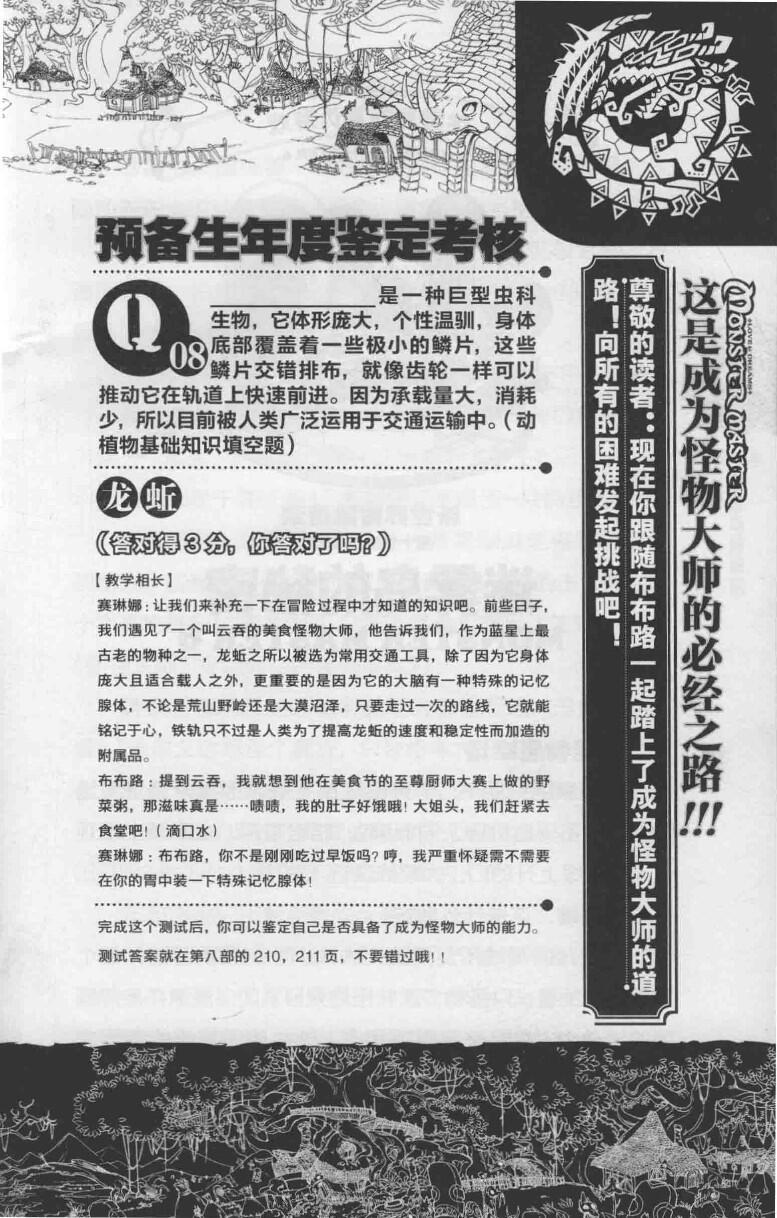 预备生年度鉴定考核
Q
08
____________是一种巨型虫科
生物，它体形庞大，个性温驯，身体
底部覆盖着一些极小的鳞片，这些
鳞片交错排布，就像齿轮一样可以
推动它在轨道上快速前进。因为承载量大，消耗
少，所以目前被人类广泛运用于交通运输中。（动
植物基础知识填空题）
龙蚯
（答对得3分，你答对了吗？）
【教学相长】
赛琳娜：让我们来补充一下在冒险过程中才知道的知识吧。前些日子，
我们遇见了一个叫云吞的美食怪物大师，他告诉我们，作为蓝星上最
古老的物种之一，龙蚯之所以被选为常用交通工具，除了因为它身体
庞大且适合载人之外，更重要的是因为它的大脑有一种特殊的记忆
腺体，不论是荒山野岭还是大漠沼泽，只要走过一次的路线，它就能
铭记于心，铁轨只不过是人类为了提高龙蚯的速度和稳定性而加造的
附属品。
布布路：提到云吞，我就想到他在美食节的至尊厨师大赛上做的野
菜粥，那滋味真是……啧啧，我的肚子好饿哦！大姐头，我们赶紧去
食堂吧！（滴口水）
赛琳娜：布布路，你不是刚刚吃过早饭吗？哼，我严重怀疑需不需要
在你的胃中装一下特殊记忆腺体！
完成这个测试后，你可以鉴定自己是否具备了成为怪物大师的能力。
测试答案就在第八部的210，211页，不要错过哦！！
MONSTER MASTER
这是成为怪物大师的必经之路！！！
尊敬的读者：现在你跟随布布路一起踏上了成为怪物大师的道
路！向所有的困难发起挑战吧！